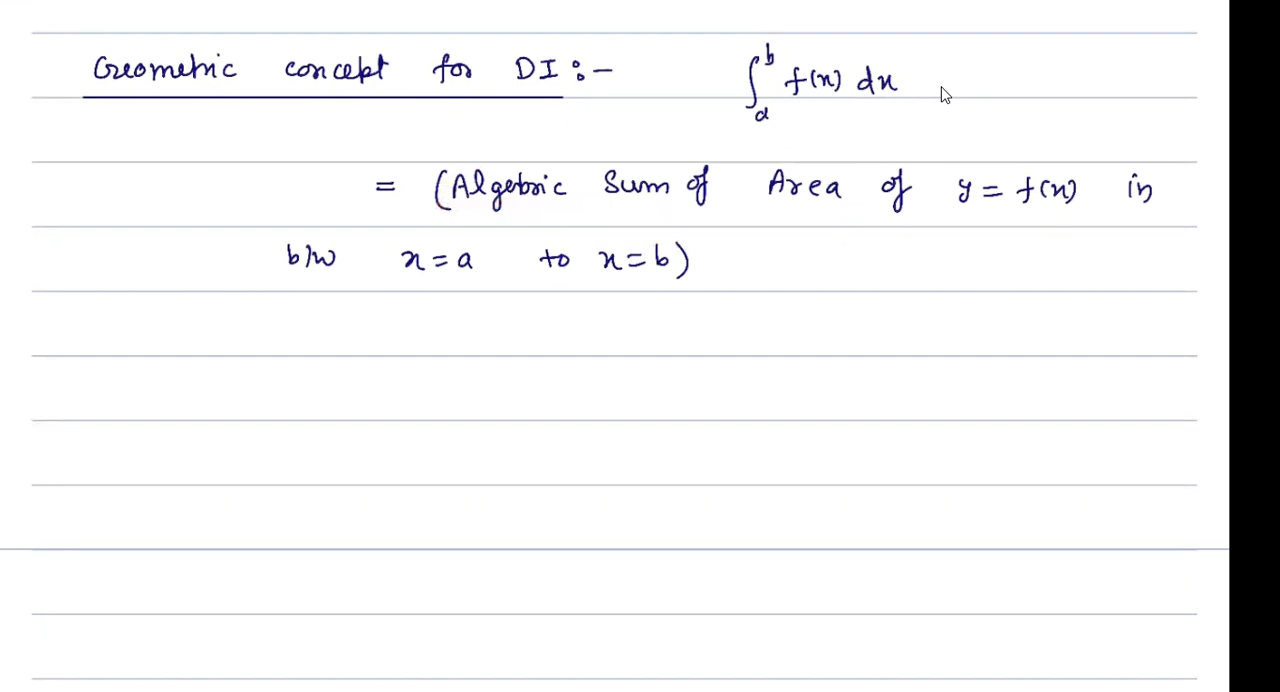 Geometric concept for DI :- ∫_a^b f(x) dx
= (Algebric Sum of Area of y = f(x) in
b/w x = a to x = b)